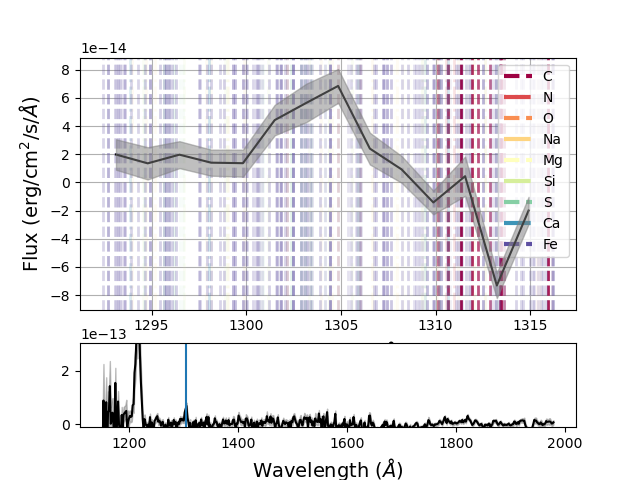 1e−14
8
6
4
2
0
−2
−4
−6
−8
Flux (erg/cm²/s/Å)
C
N
O
Na
Mg
Si
S
Ca
Fe
1295 1300 1305 1310 1315
1e−13
2
0
1200 1400 1600 1800 2000
Wavelength (Å)